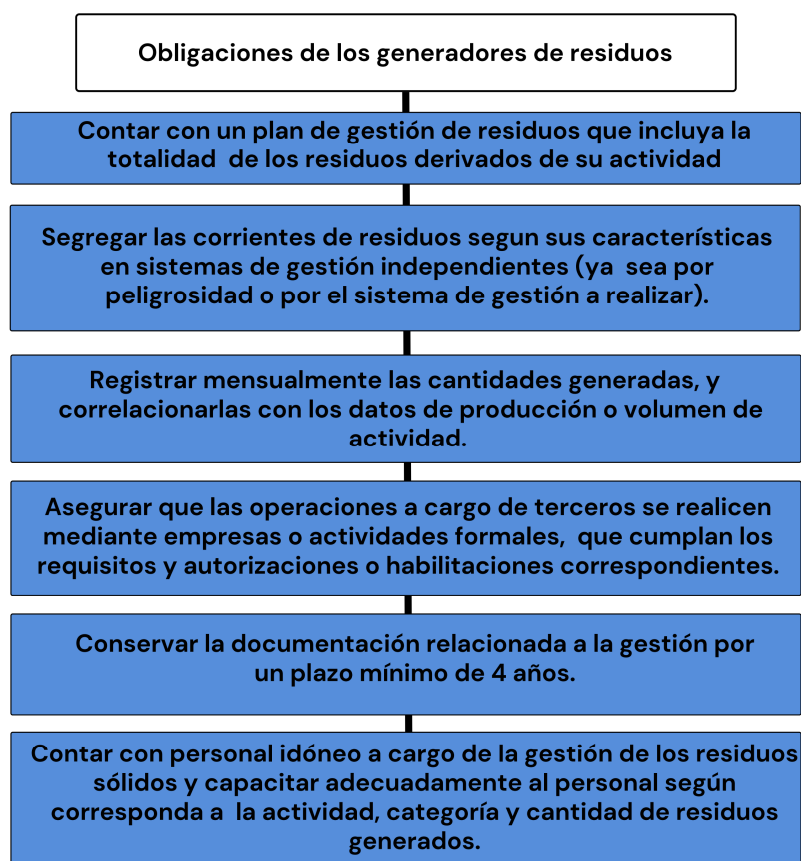 Obligaciones de los generadores de residuos
Contar con un plan de gestión de residuos que incluya la
totalidad de los residuos derivados de su actividad
Segregar las corrientes de residuos segun sus características
en sistemas de gestión independientes (ya sea por
peligrosidad o por el sistema de gestión a realizar).
Registrar mensualmente las cantidades generadas, y
correlacionarlas con los datos de producción o volumen de
actividad.
Asegurar que las operaciones a cargo de terceros se realicen
mediante empresas o actividades formales, que cumplan los
requisitos y autorizaciones o habilitaciones correspondientes.
Conservar la documentación relacionada a la gestión por
un plazo mínimo de 4 años.
Contar con personal idóneo a cargo de la gestión de los residuos
sólidos y capacitar adecuadamente al personal según
corresponda a la actividad, categoría y cantidad de residuos
generados.